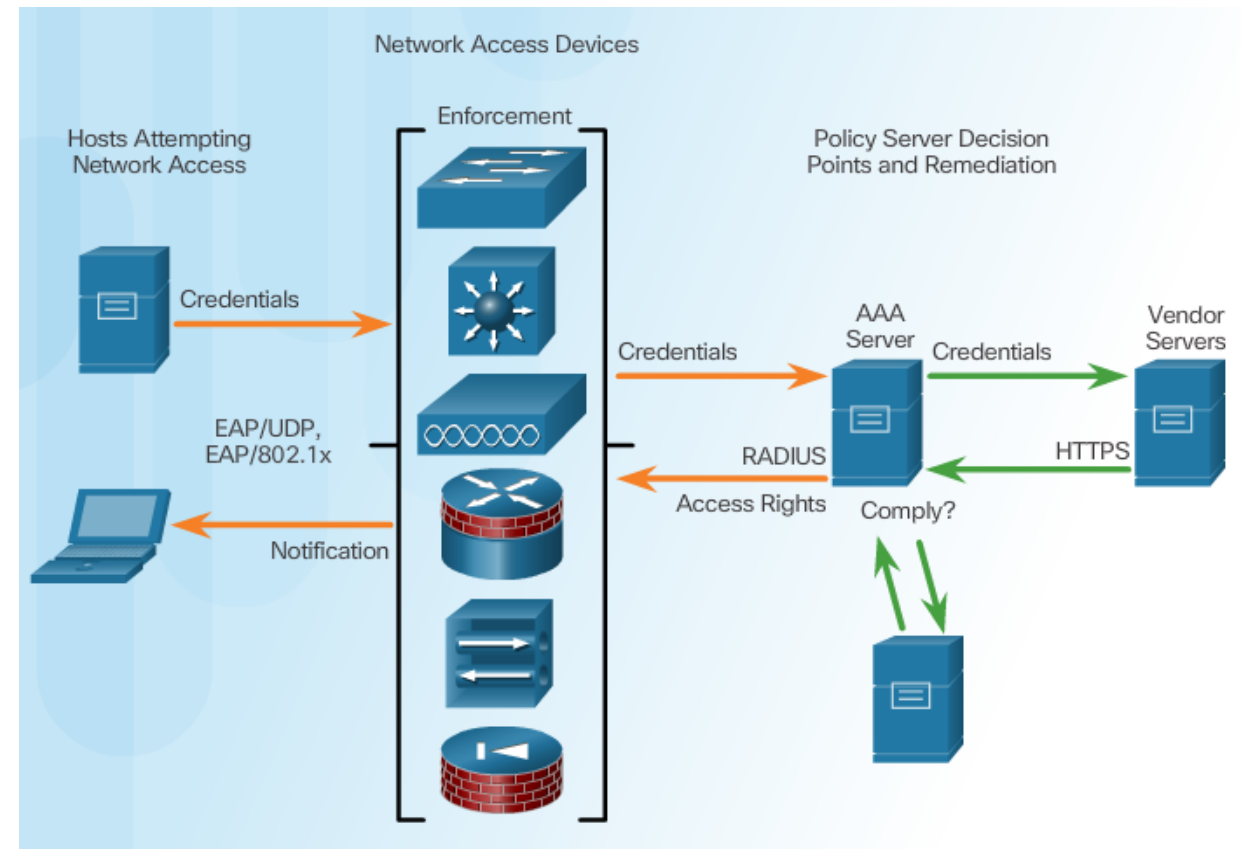 Network Access Devices
Hosts Attempting
Network Access
Enforcement
Policy Server Decision
Points and Remediation
Credentials
EAP/UDP,
EAP/802.1x
Notification
Credentials
RADIUS
Access Rights
AAA
Server
Credentials
Vendor
Servers
HTTPS
Comply?